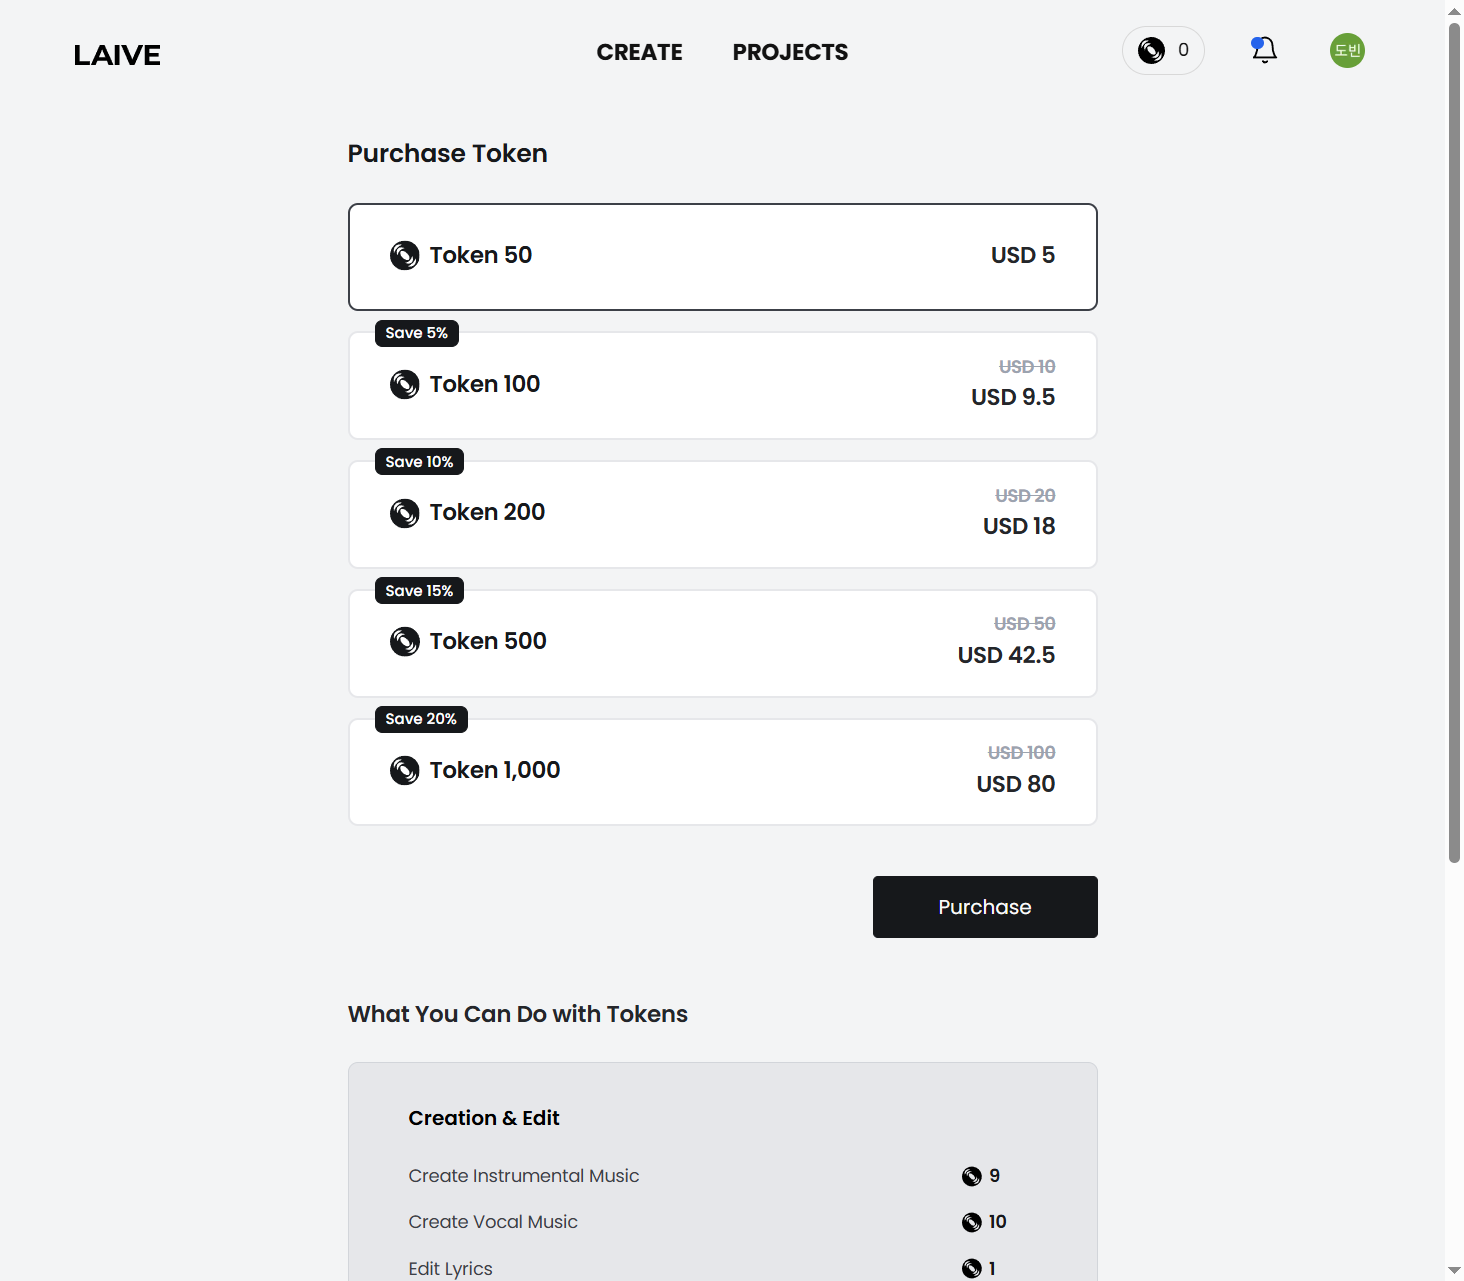 LAIVE
CREATE PROJECTS
0
도빈
Purchase Token
Token 50 USD 5
Save 5%
USD 10
Token 100 USD 9.5
Save 10%
USD 20
Token 200 USD 18
Save 15%
USD 50
Token 500 USD 42.5
Save 20%
USD 100
Token 1,000 USD 80
Purchase
What You Can Do with Tokens
Creation & Edit
Create Instrumental Music 9
Create Vocal Music 10
Edit Lyrics 1